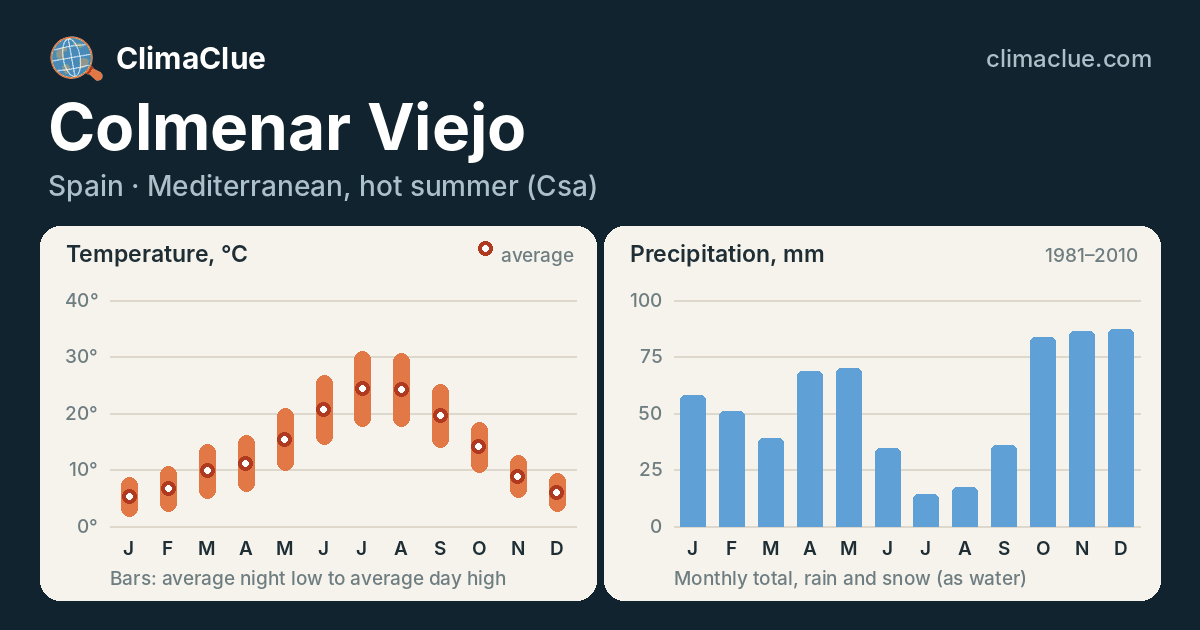 ClimaClue
climaclue.com
Colmenar Viejo
Spain · Mediterranean, hot summer (Csa)
Temperature, °C
average
40°
30°
20°
10°
0°
J F M A M J J A S O N D
Bars: average night low to average day high
Precipitation, mm
1981–2010
100
75
50
25
0
J F M A M J J A S O N D
Monthly total, rain and snow (as water)